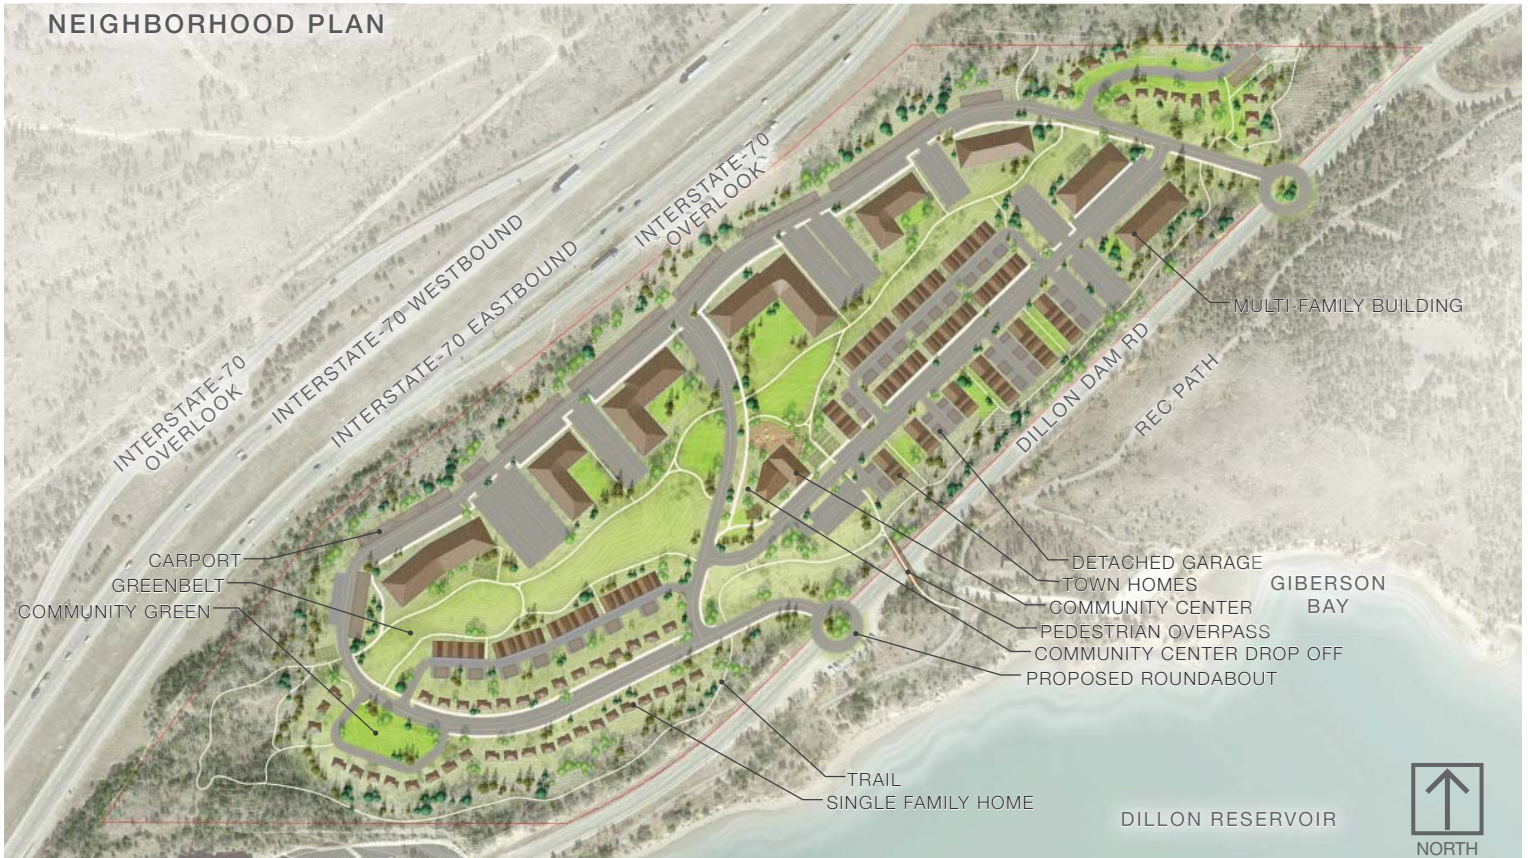 NEIGHBORHOOD PLAN
INTERSTATE-70
OVERLOOK
INTERSTATE-70 WESTBOUND
INTERSTATE-70 EASTBOUND
INTERSTATE-70
OVERLOOK
MULTI-FAMILY BUILDING
DILLON DAM RD
REC PATH
CARPORT
GREENBELT
COMMUNITY GREEN
DETACHED GARAGE
TOWN HOMES
COMMUNITY CENTER
PEDESTRIAN OVERPASS
COMMUNITY CENTER DROP OFF
PROPOSED ROUNDABOUT
GIBERSON
BAY
TRAIL
SINGLE FAMILY HOME
DILLON RESERVOIR
NORTH